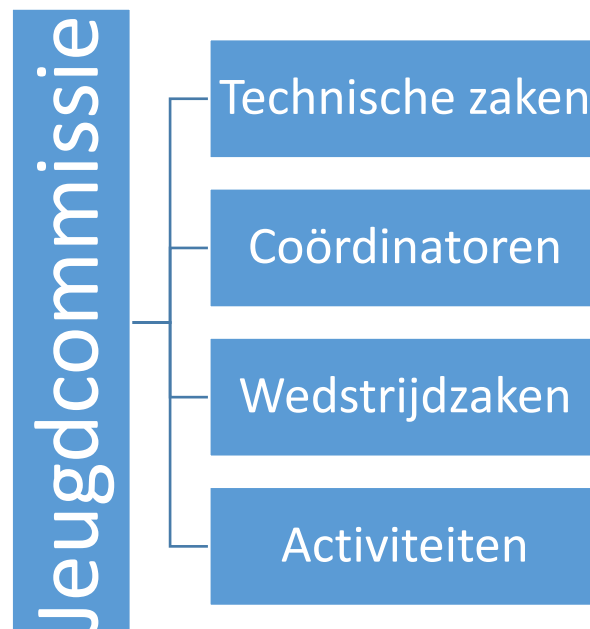 Jeugdcommissie
Technische zaken
Coördinatoren
Wedstrijdzaken
Activiteiten